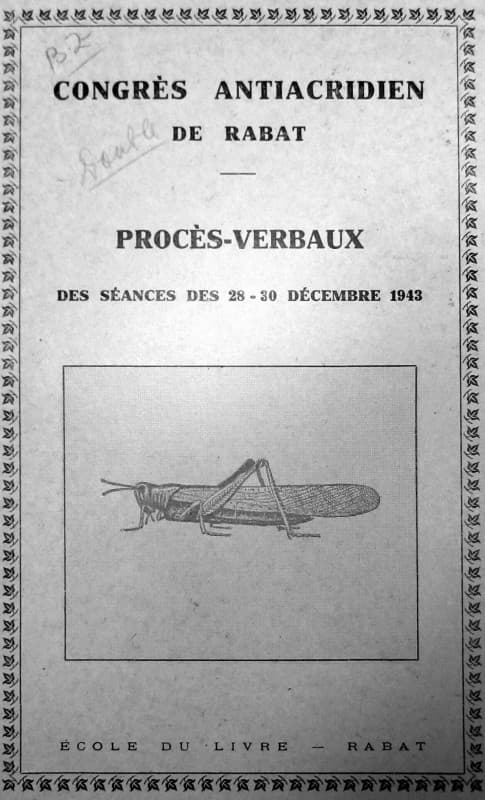 B.2
CONGRÈS ANTIACRIDIEN
DE RABAT
Double
PROCÈS-VERBAUX
DES SÉANCES DES 28 - 30 DÉCEMBRE 1943
ÉCOLE DU LIVRE — RABAT